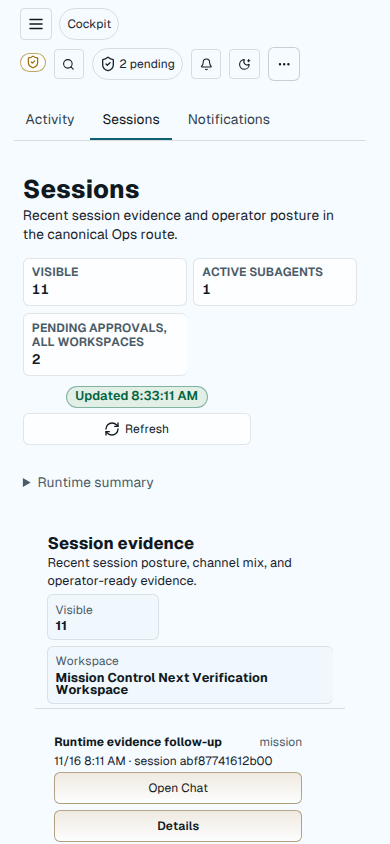 Cockpit
2 pending
Activity
Sessions
Notifications
Sessions
Recent session evidence and operator posture in
the canonical Ops route.
VISIBLE
11
ACTIVE SUBAGENTS
1
PENDING APPROVALS,
ALL WORKSPACES
2
Updated 8:33:11 AM
Refresh
Runtime summary
Session evidence
Recent session posture, channel mix, and
operator-ready evidence.
Visible
11
Workspace
Mission Control Next Verification
Workspace
Runtime evidence follow-up
mission
11/16 8:11 AM · session abf87741612b00
Open Chat
Details